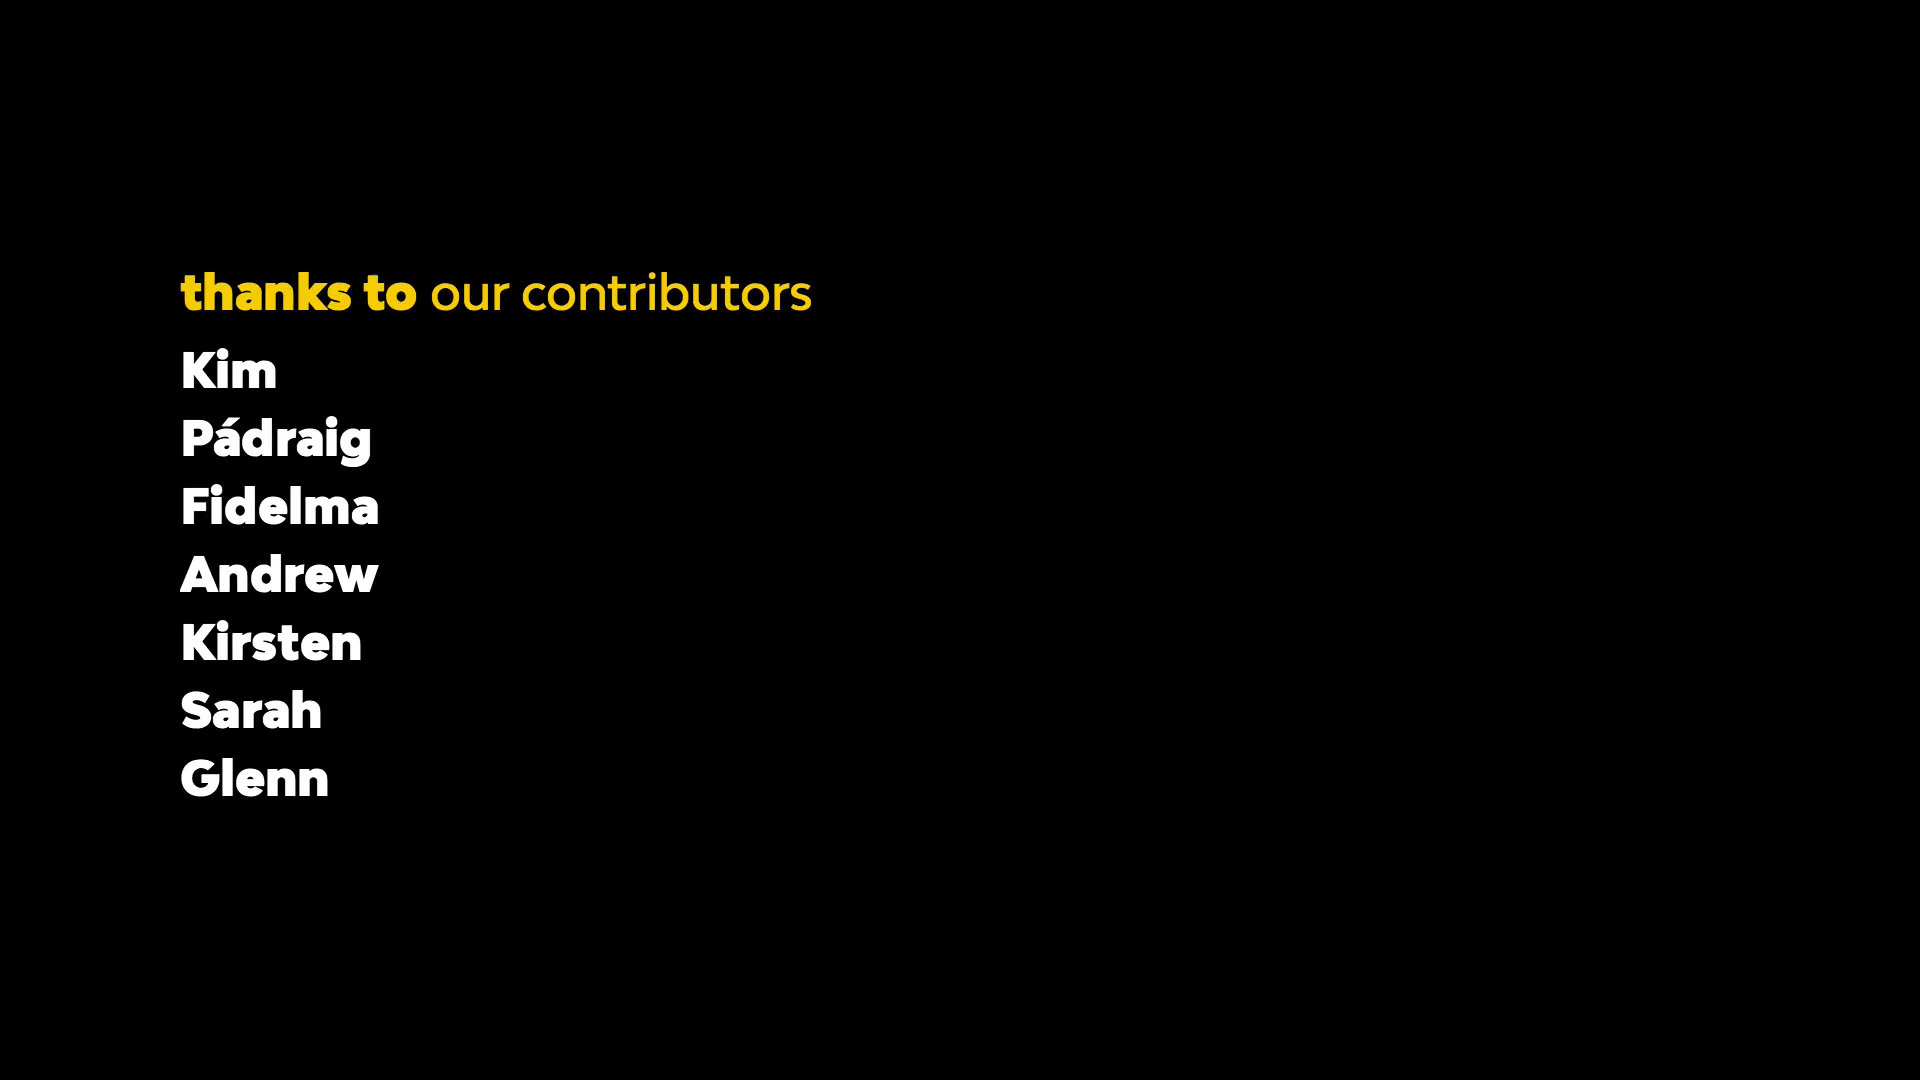 thanks to our contributors
Kim
Pádraig
Fidelma
Andrew
Kirsten
Sarah
Glenn